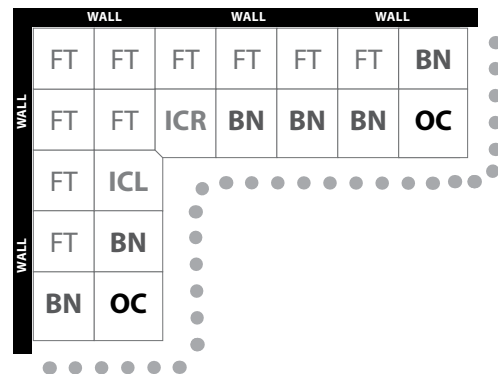 WALL WALL WALL
FT FT FT FT FT FT BN
WALL
FT FT ICR BN BN BN OC
FT ICL
WALL
FT BN
BN OC